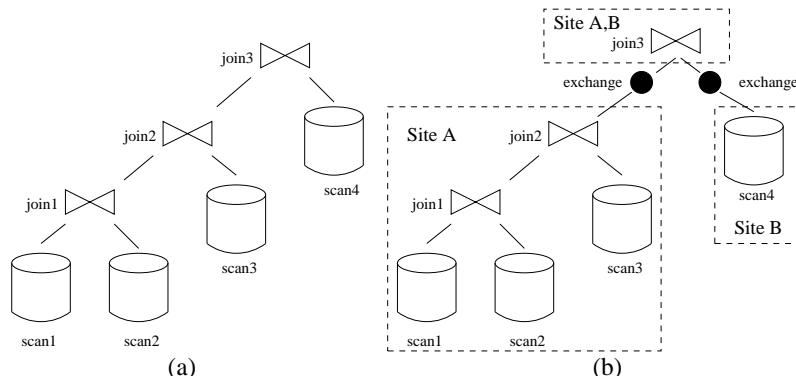 Site A,B
join3
join3
exchange
exchange
join2
Site A
join2
scan4
join1
join1
scan4
scan3
Site B
scan3
scan1
scan2
scan1
scan2
(a)
(b)